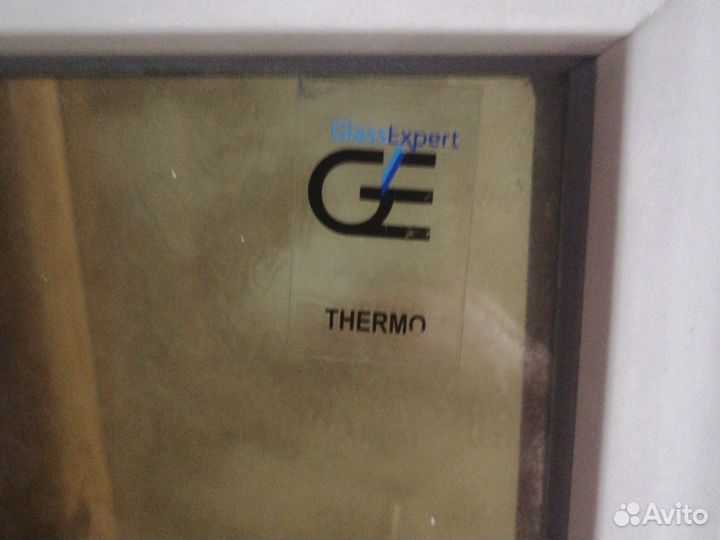 GlassExpert
GE
THERMO
Avito